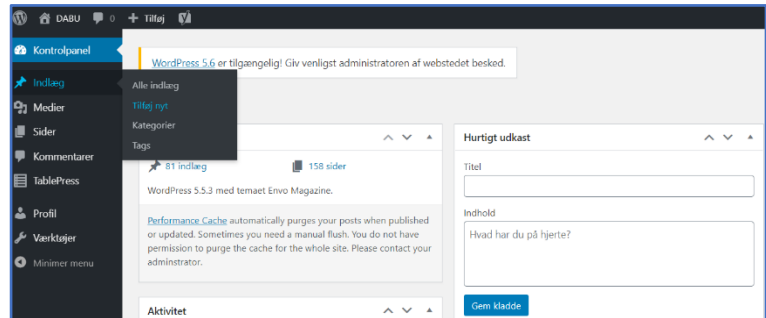 DABU 0 + Tilføj
Kontrolpanel
Indlæg
Medier
Sider
Kommentarer
TablePress
Profil
Værktøjer
Minimer menu
Alle indlæg
Tilføj nyt
Kategorier
Tags
WordPress 5.6 er tilgængelig! Giv venligst administratoren af webstedet besked.
81 indlæg
158 sider
WordPress 5.5.3 med temaet Envo Magazine.
Performance Cache automatically purges your posts when published
or updated. Sometimes you need a manual flush. You do not have
permission to purge the cache for the whole site. Please contact your
adminstrator.
Aktivitet
Hurtigt udkast
Titel
Indhold
Hvad har du på hjerte?
Gem kladde